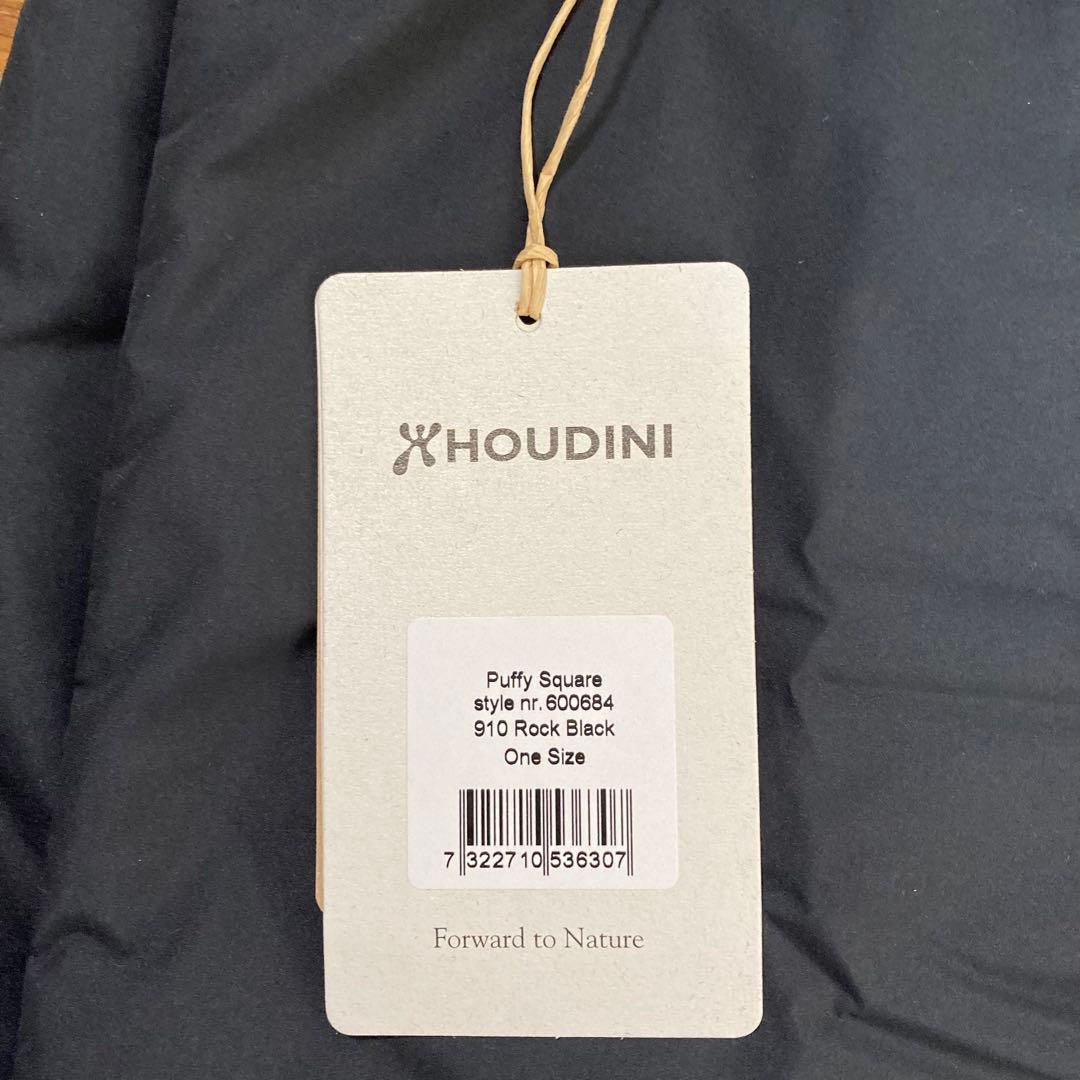 HOUDINI
Puffy Square
style nr. 600684
910 Rock Black
One Size
7 322710 536307
Forward to Nature